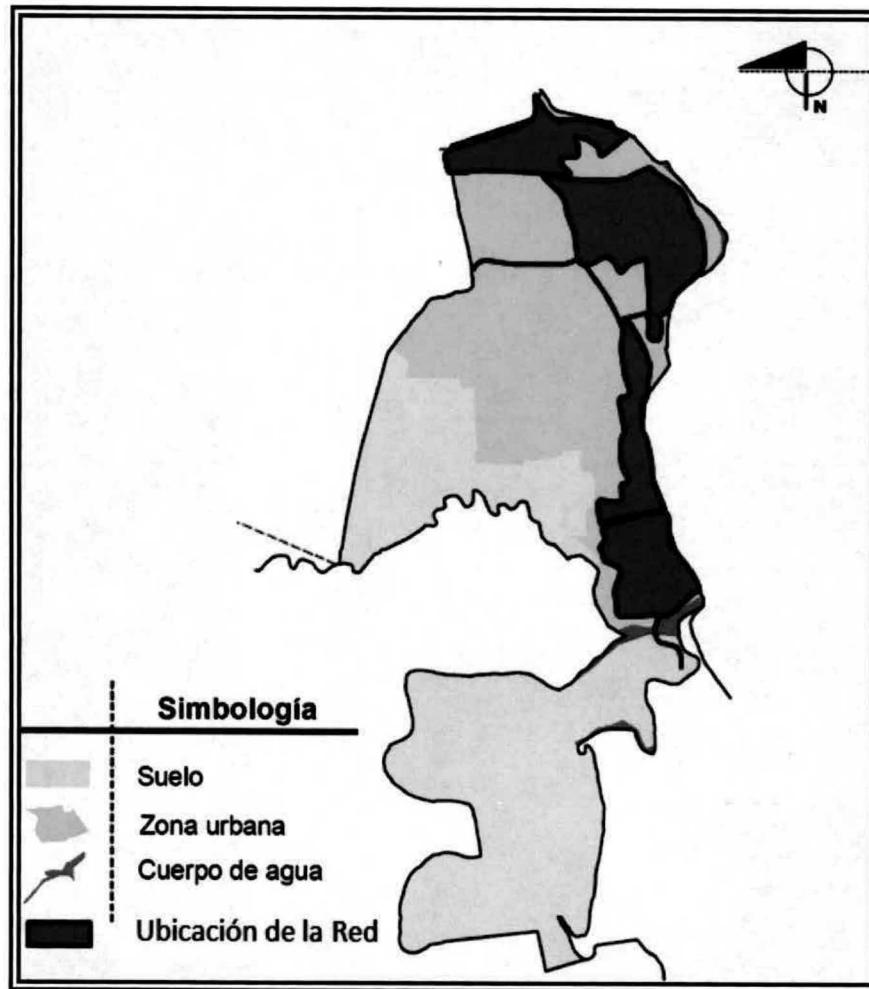 N
Simbología
Suelo
Zona urbana
Cuerpo de agua
Ubicación de la Red